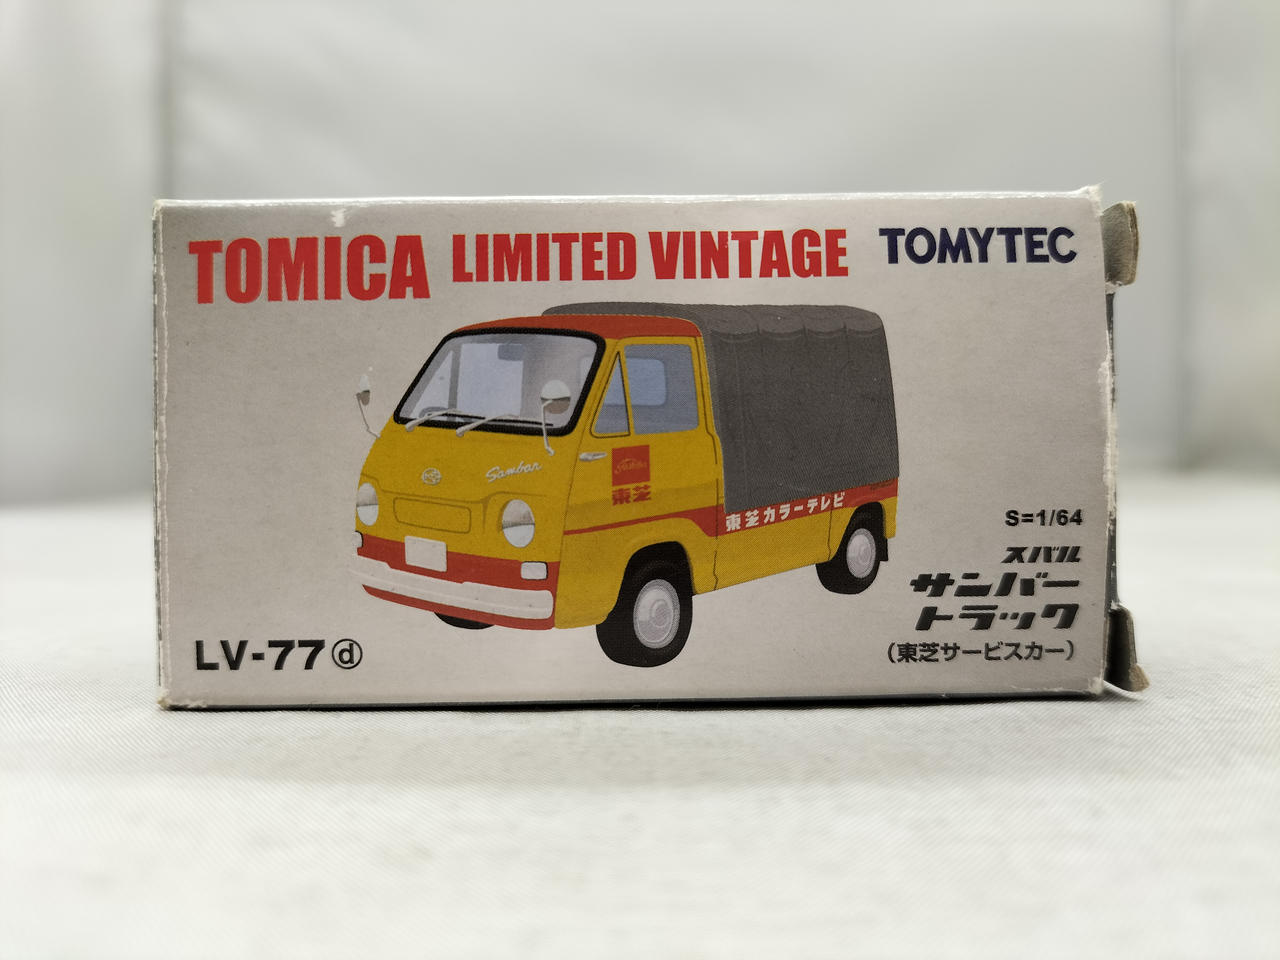 TOMICA LIMITED VINTAGE TOMYTEC
Sambar
Toshiba
東芝
東芝カラーテレビ
S=1/64
スバル
サンバー
トラック
(東芝サービスカー)
LV-77ⓓ